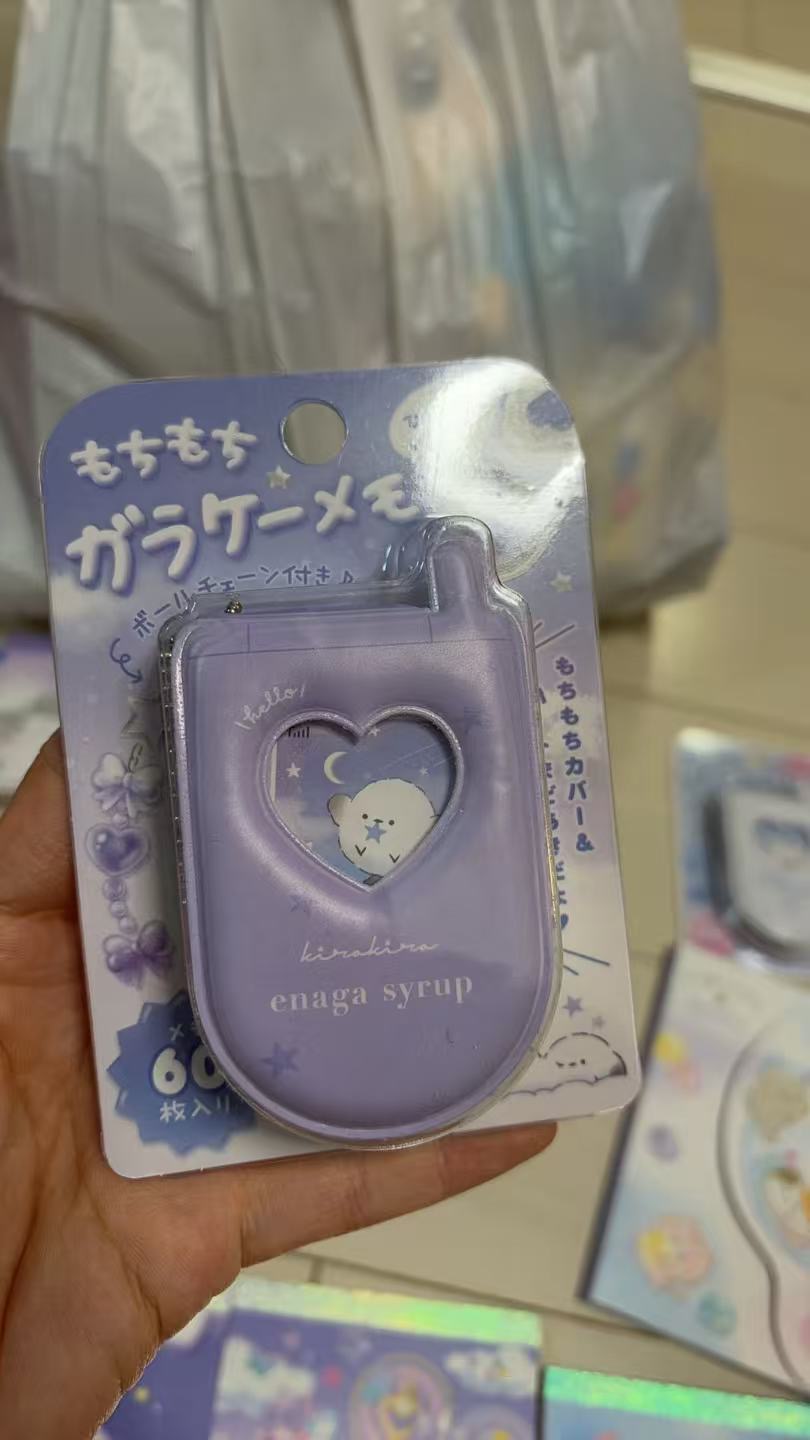 もちもち
ガラケーメモ
ボールチェーン付き♪
もちもちカバー&
hello!
kirakira
enaga syrup
60
枚入り